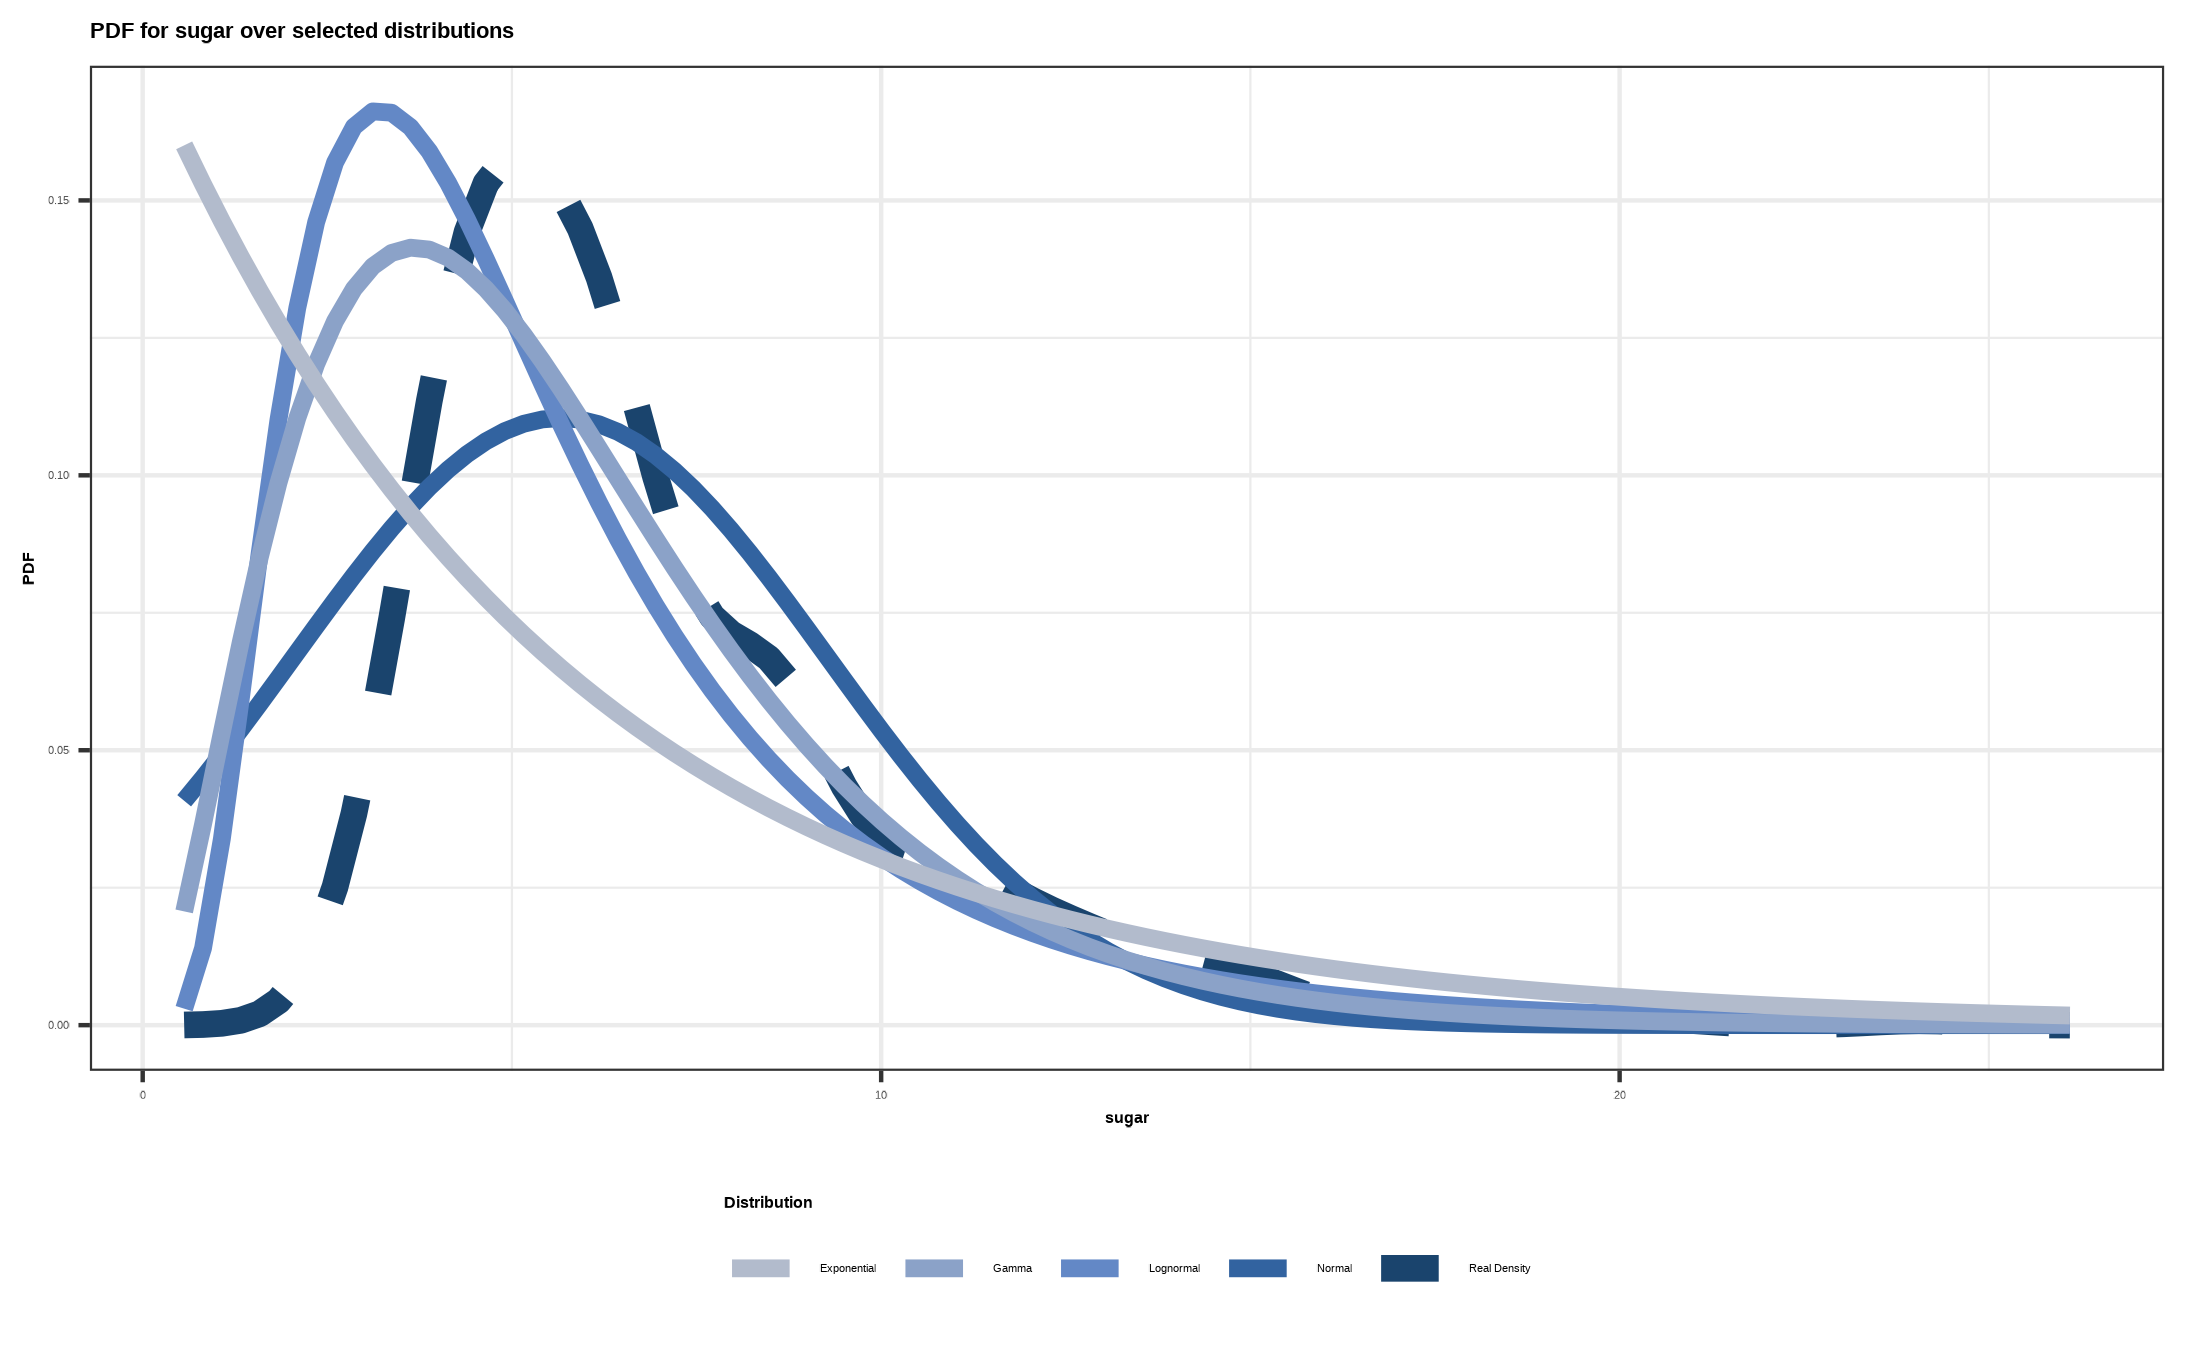 PDF for sugar over selected distributions
PDF
0.15
0.10
0.05
0.00
0 10 20
sugar
Distribution
Exponential Gamma Lognormal Normal Real Density